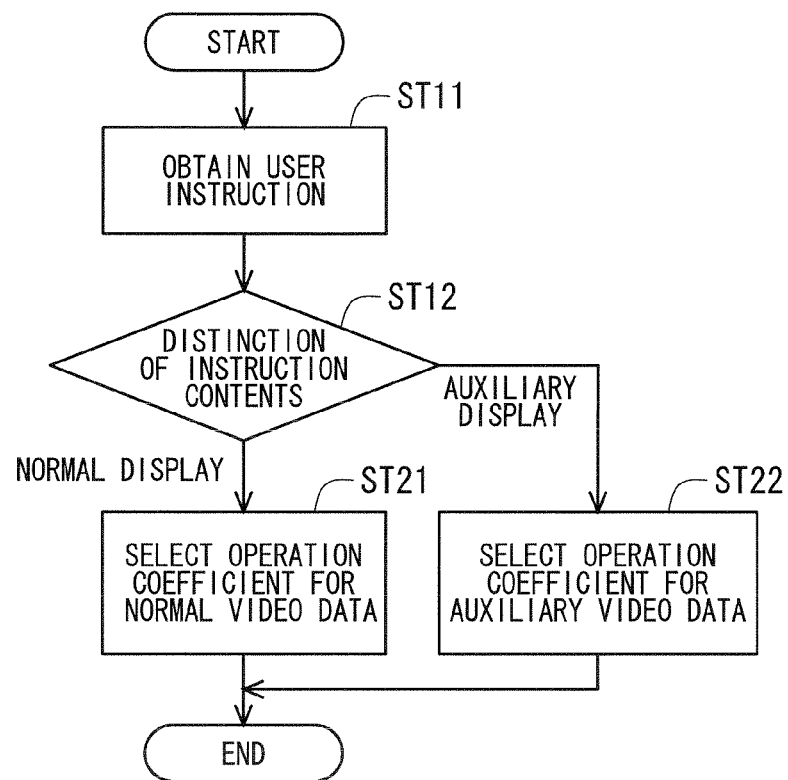 START
ST11
OBTAIN USER
INSTRUCTION
ST12
DISTINCTION
OF INSTRUCTION
CONTENTS
AUXILIARY
DISPLAY
NORMAL DISPLAY
ST21
SELECT OPERATION
COEFFICIENT FOR
NORMAL VIDEO DATA
ST22
SELECT OPERATION
COEFFICIENT FOR
AUXILIARY VIDEO DATA
END